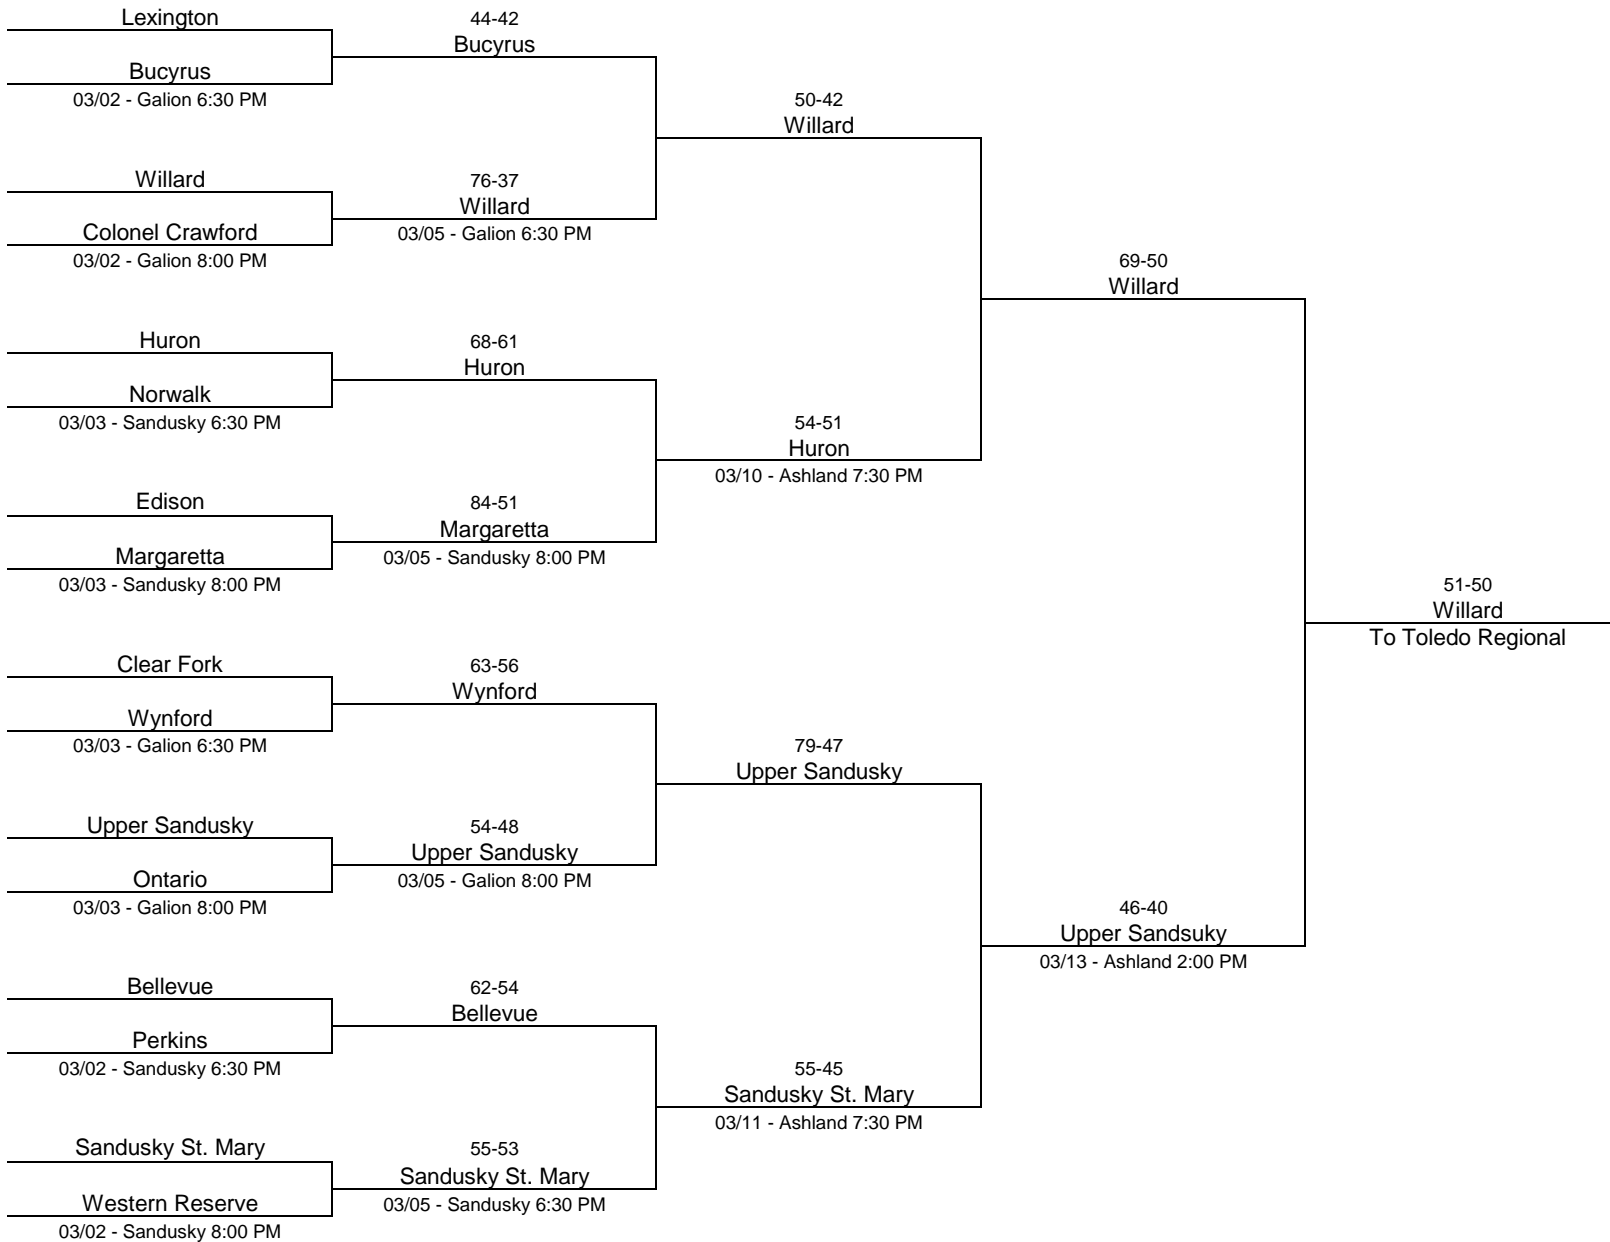 Lexington
Bucyrus
03/02 - Galion 6:30 PM
Willard
Colonel Crawford
03/02 - Galion 8:00 PM
Huron
Norwalk
03/03 - Sandusky 6:30 PM
Edison
Margaretta
03/03 - Sandusky 8:00 PM
Clear Fork
Wynford
03/03 - Galion 6:30 PM
Upper Sandusky
Ontario
03/03 - Galion 8:00 PM
Bellevue
Perkins
03/02 - Sandusky 6:30 PM
Sandusky St. Mary
Western Reserve
03/02 - Sandusky 8:00 PM
44-42
Bucyrus
76-37
Willard
03/05 - Galion 6:30 PM
68-61
Huron
84-51
Margaretta
03/05 - Sandusky 8:00 PM
63-56
Wynford
54-48
Upper Sandusky
03/05 - Galion 8:00 PM
62-54
Bellevue
55-53
Sandusky St. Mary
03/05 - Sandusky 6:30 PM
50-42
Willard
54-51
Huron
03/10 - Ashland 7:30 PM
79-47
Upper Sandusky
55-45
Sandusky St. Mary
03/11 - Ashland 7:30 PM
69-50
Willard
46-40
Upper Sandsuky
03/13 - Ashland 2:00 PM
51-50
Willard
To Toledo Regional